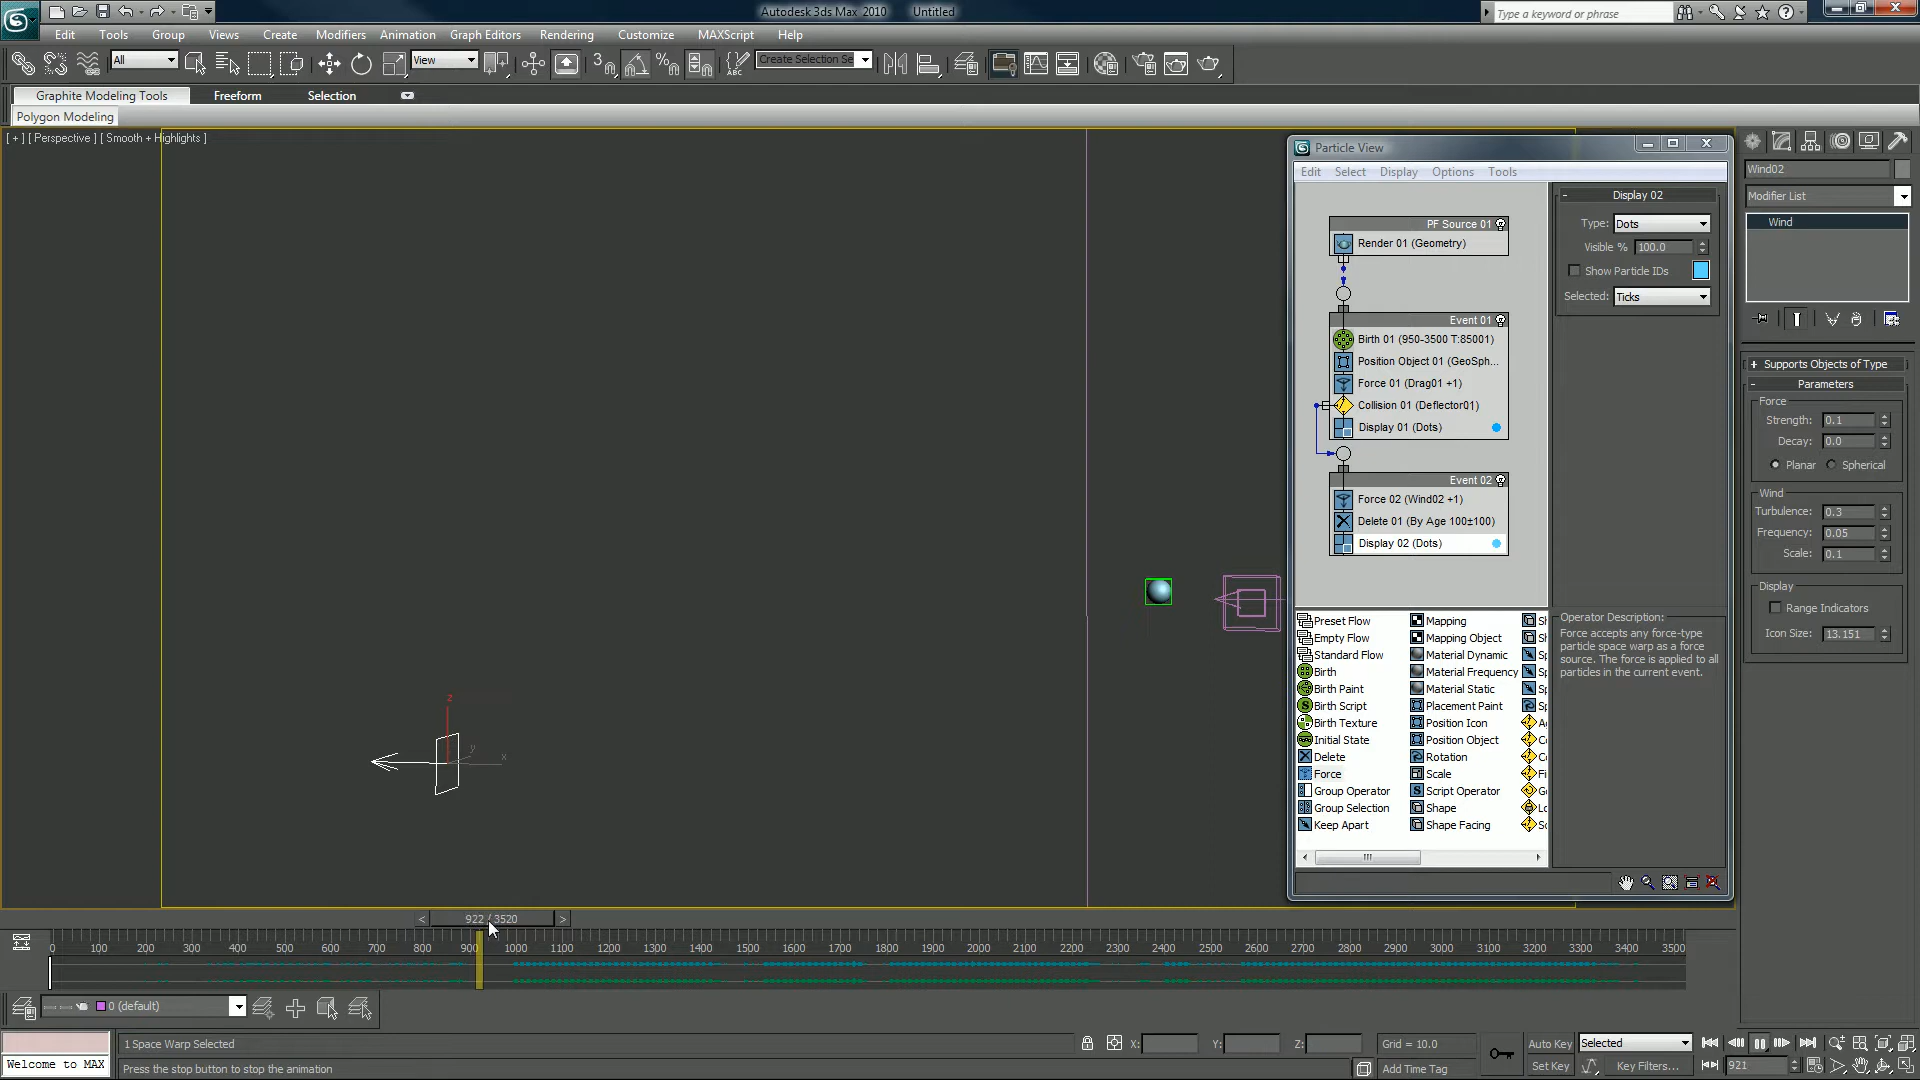 Autodesk 3ds Max 2010 Untitled
Type a keyword or phrase
Edit Tools Group Views Create Modifiers Animation Graph Editors Rendering Customize MAXScript Help
All View 3 ABC Create Selection Se
Graphite Modeling Tools Freeform Selection
Polygon Modeling
[ + ] [ Perspective ] [ Smooth + Highlights ]
z
y
x
Particle View
Edit Select Display Options Tools
PF Source 01
Render 01 (Geometry)
Event 01
Birth 01 (950-3500 T:85001)
Position Object 01 (GeoSph...
Force 01 (Drag01 +1)
Collision 01 (Deflector01)
Display 01 (Dots)
Event 02
Force 02 (Wind02 +1)
Delete 01 (By Age 100±100)
Display 02 (Dots)
Display 02
Type: Dots
Visible % 100.0
Show Particle IDs
Selected: Ticks
Preset Flow Mapping
Empty Flow Mapping Object
Standard Flow Material Dynamic
Birth Material Frequency
Birth Paint Material Static
Birth Script Placement Paint
Birth Texture Position Icon
Initial State Position Object
Delete Rotation
Force Scale
Group Operator Script Operator
Group Selection Shape
Keep Apart Shape Facing
Operator Description:
Force accepts any force-type
particle space warp as a force
source. The force is applied to all
particles in the current event.
Wind02
Modifier List
Wind
+ Supports Objects of Type
- Parameters
Force
Strength: 0.1
Decay: 0.0
Planar Spherical
Wind
Turbulence: 0.3
Frequency: 0.05
Scale: 0.1
Display
Range Indicators
Icon Size: 13.151
< 922 / 3520 >
0 100 200 300 400 500 600 700 800 900 1000 1100 1200 1300 1400 1500 1600 1700 1800 1900 2000 2100 2200 2300 2400 2500 2600 2700 2800 2900 3000 3100 3200 3300 3400 3500
0 (default)
1 Space Warp Selected X: Y: Z: Grid = 10.0 Auto Key Selected
Welcome to MAX Press the stop button to stop the animation Add Time Tag Set Key Key Filters... 921